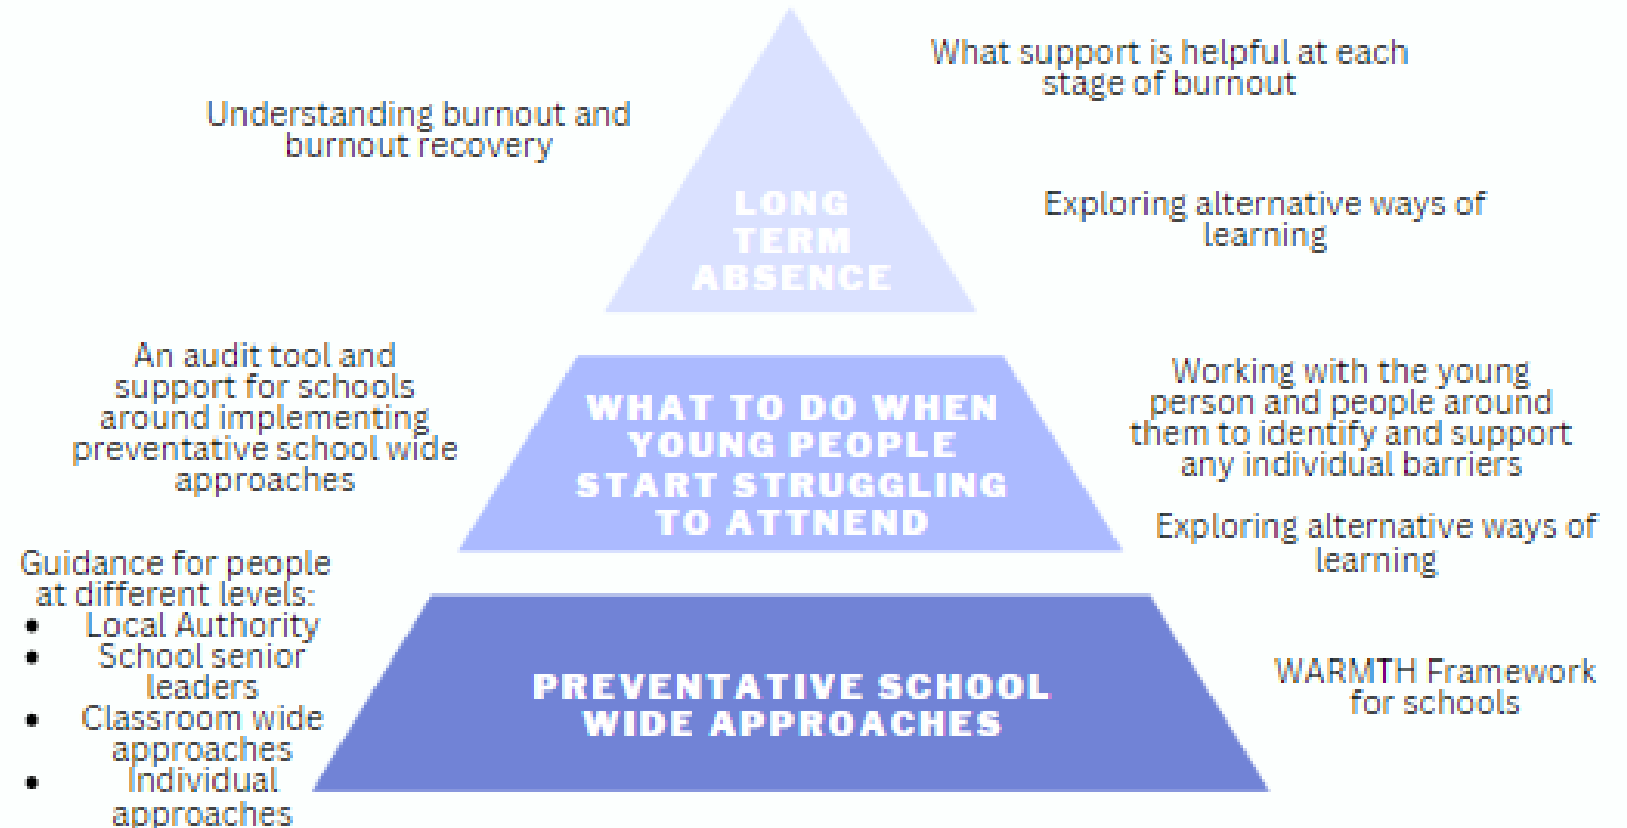 What support is helpful at each
stage of burnout
Understanding burnout and
burnout recovery
LONG
TERM
ABSENCE
Exploring alternative ways of
learning
An audit tool and
support for schools
around implementing
preventative school wide
approaches
WHAT TO DO WHEN
YOUNG PEOPLE
START STRUGGLING
TO ATTNEND
Working with the young
person and people around
them to identify and support
any individual barriers
Exploring alternative ways of
learning
Guidance for people
at different levels:
• Local Authority
• School senior
leaders
• Classroom wide
approaches
• Individual
approaches
PREVENTATIVE SCHOOL
WIDE APPROACHES
WARMTH Framework
for schools